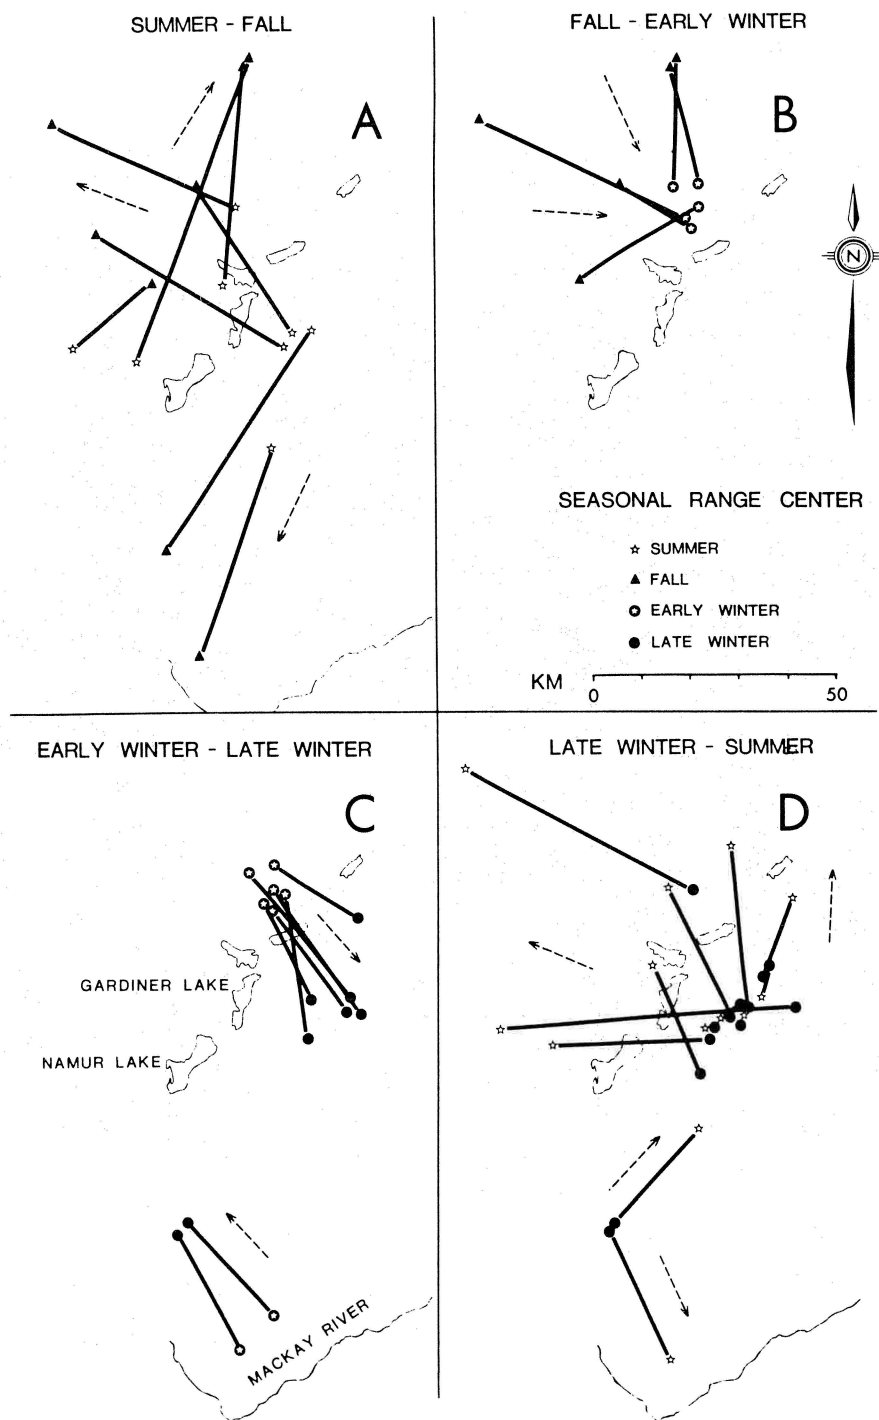 SUMMER - FALL
A
FALL - EARLY WINTER
B
N
SEASONAL RANGE CENTER
SUMMER
FALL
EARLY WINTER
LATE WINTER
KM
0 50
EARLY WINTER - LATE WINTER
C
GARDINER LAKE
NAMUR LAKE
MACKAY RIVER
LATE WINTER - SUMMER
D